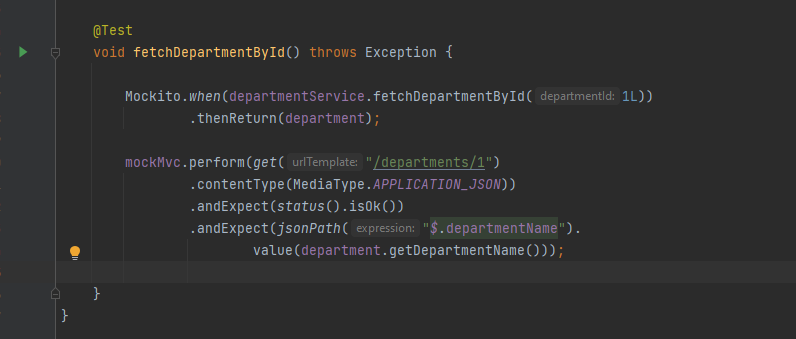 @Test
void fetchDepartmentById() throws Exception {
Mockito.when(departmentService.fetchDepartmentById( departmentId: 1L))
.thenReturn(department);
mockMvc.perform(get( urlTemplate: "/departments/1")
.contentType(MediaType.APPLICATION_JSON))
.andExpect(status().isOk())
.andExpect(jsonPath( expression: "$.departmentName").
value(department.getDepartmentName()));
}
}